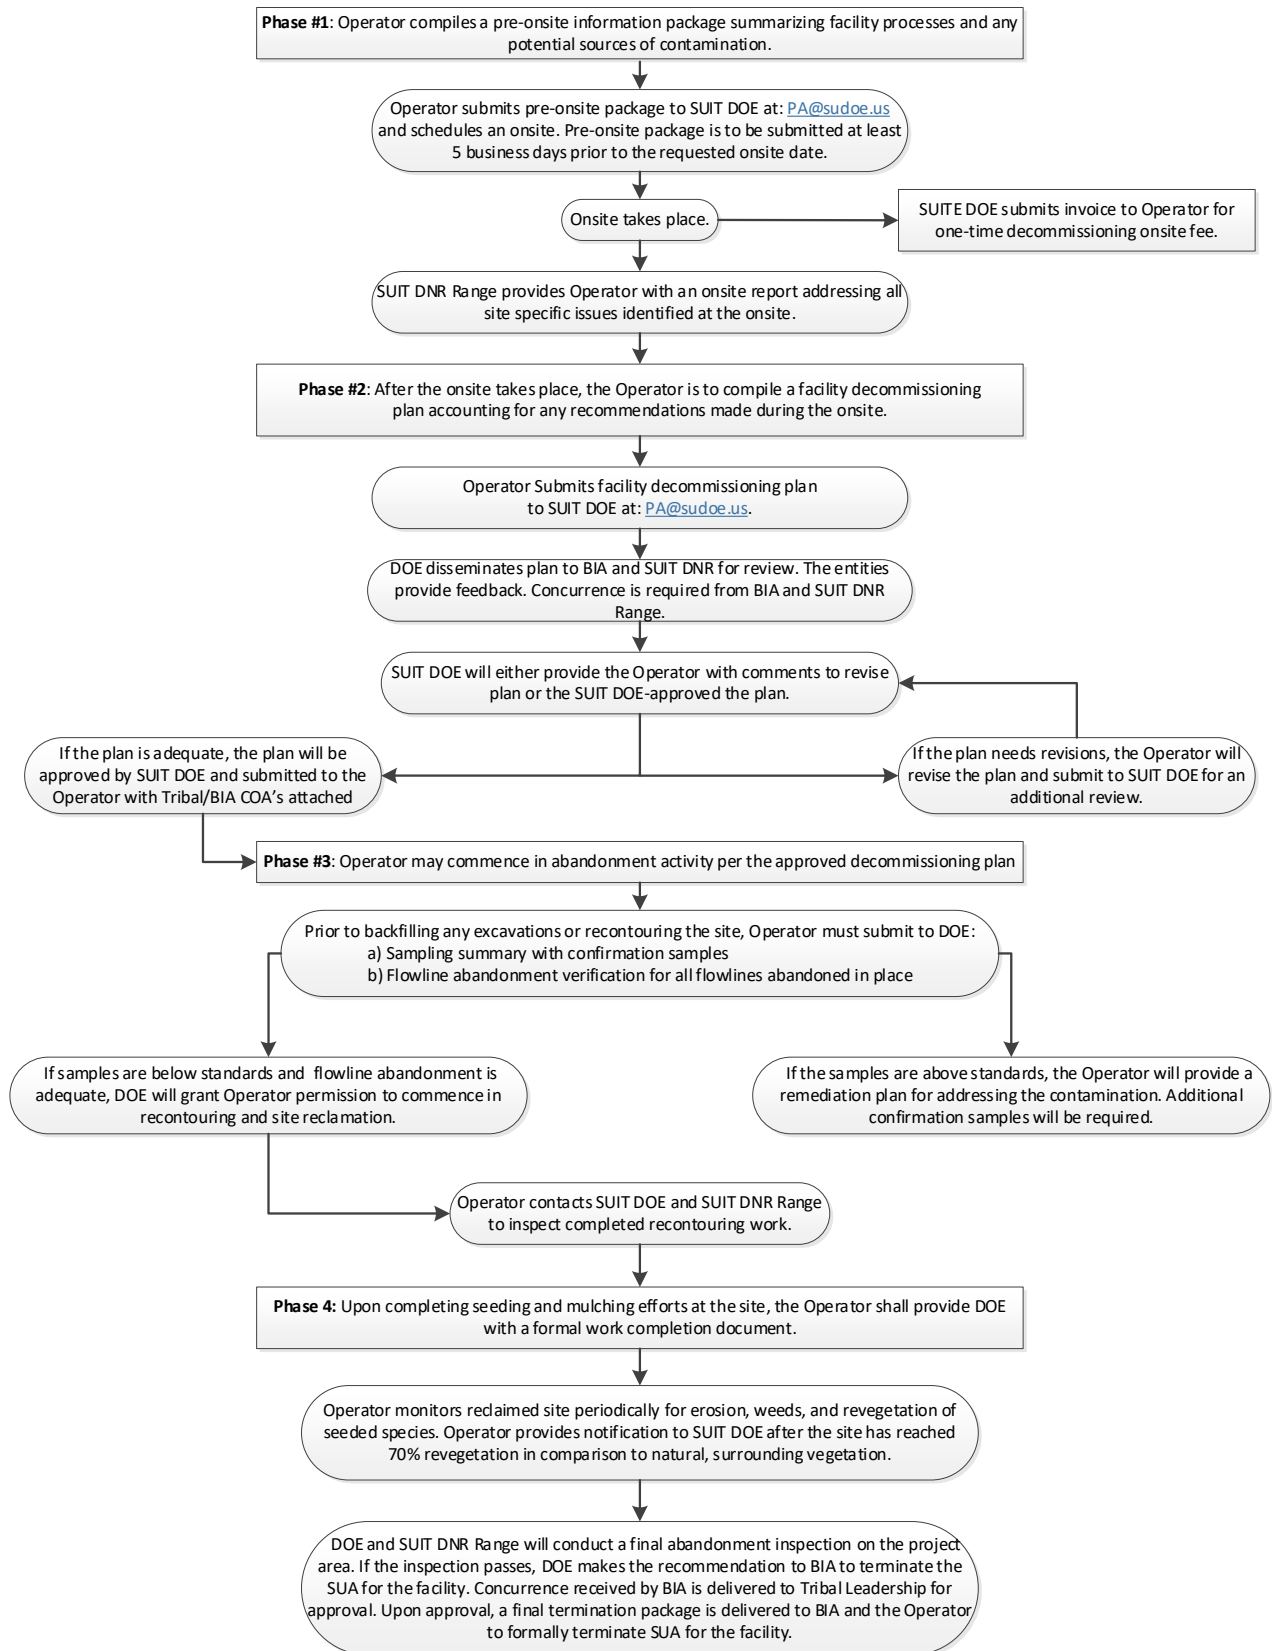 Phase #1: Operator compiles a pre-onsite information package summarizing facility processes and any
potential sources of contamination.
Operator submits pre-onsite package to SUIT DOE at: PA@sudoe.us
and schedules an onsite. Pre-onsite package is to be submitted at least
5 business days prior to the requested onsite date.
Onsite takes place.
SUITE DOE submits invoice to Operator for
one-time decommissioning onsite fee.
SUIT DNR Range provides Operator with an onsite report addressing all
site specific issues identified at the onsite.
Phase #2: After the onsite takes place, the Operator is to compile a facility decommissioning
plan accounting for any recommendations made during the onsite.
Operator Submits facility decommissioning plan
to SUIT DOE at: PA@sudoe.us.
DOE disseminates plan to BIA and SUIT DNR for review. The entities
provide feedback. Concurrence is required from BIA and SUIT DNR
Range.
SUIT DOE will either provide the Operator with comments to revise
plan or the SUIT DOE-approved the plan.
If the plan is adequate, the plan will be
approved by SUIT DOE and submitted to the
Operator with Tribal/BIA COA's attached
If the plan needs revisions, the Operator will
revise the plan and submit to SUIT DOE for an
additional review.
Phase #3: Operator may commence in abandonment activity per the approved decommissioning plan
Prior to backfilling any excavations or recontouring the site, Operator must submit to DOE:
a) Sampling summary with confirmation samples
b) Flowline abandonment verification for all flowlines abandoned in place
If samples are below standards and flowline abandonment is
adequate, DOE will grant Operator permission to commence in
recontouring and site reclamation.
If the samples are above standards, the Operator will provide a
remediation plan for addressing the contamination. Additional
confirmation samples will be required.
Operator contacts SUIT DOE and SUIT DNR Range
to inspect completed recontouring work.
Phase 4: Upon completing seeding and mulching efforts at the site, the Operator shall provide DOE
with a formal work completion document.
Operator monitors reclaimed site periodically for erosion, weeds, and revegetation of
seeded species. Operator provides notification to SUIT DOE after the site has reached
70% revegetation in comparison to natural, surrounding vegetation.
DOE and SUIT DNR Range will conduct a final abandonment inspection on the project
area. If the inspection passes, DOE makes the recommendation to BIA to terminate the
SUA for the facility. Concurrence received by BIA is delivered to Tribal Leadership for
approval. Upon approval, a final termination package is delivered to BIA and the Operator
to formally terminate SUA for the facility.